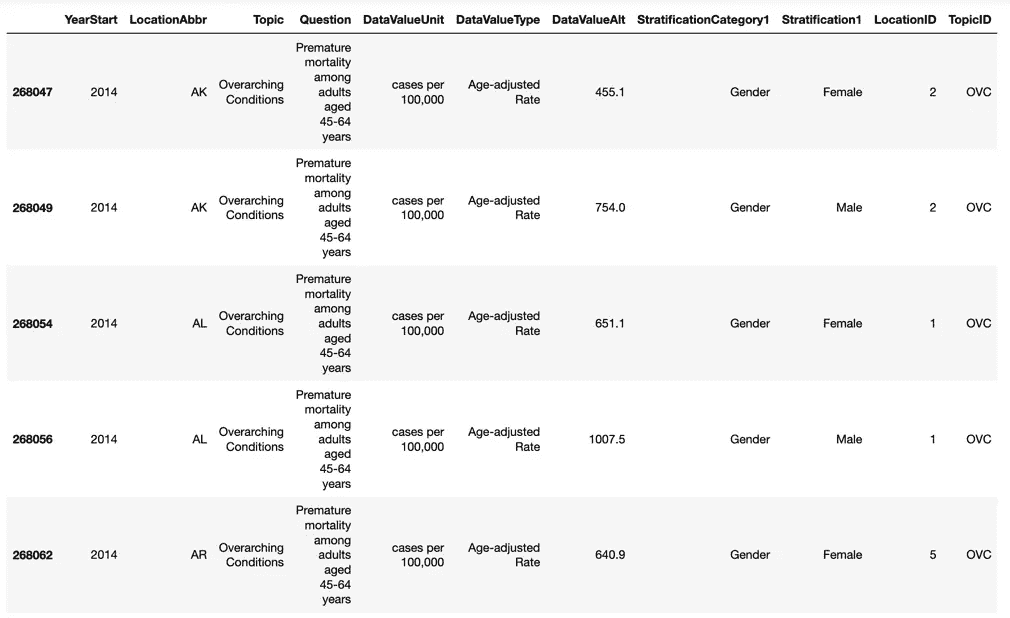 YearStart LocationAbbr Topic Question DataValueUnit DataValueType DataValueAlt StratificationCategory1 Stratification1 LocationID TopicID
268047 2014 AK Overarching Conditions Premature mortality among adults aged 45-64 years cases per 100,000 Age-adjusted Rate 455.1 Gender Female 2 OVC
268049 2014 AK Overarching Conditions Premature mortality among adults aged 45-64 years cases per 100,000 Age-adjusted Rate 754.0 Gender Male 2 OVC
268054 2014 AL Overarching Conditions Premature mortality among adults aged 45-64 years cases per 100,000 Age-adjusted Rate 651.1 Gender Female 1 OVC
268056 2014 AL Overarching Conditions Premature mortality among adults aged 45-64 years cases per 100,000 Age-adjusted Rate 1007.5 Gender Male 1 OVC
268062 2014 AR Overarching Conditions Premature mortality among adults aged 45-64 years cases per 100,000 Age-adjusted Rate 640.9 Gender Female 5 OVC